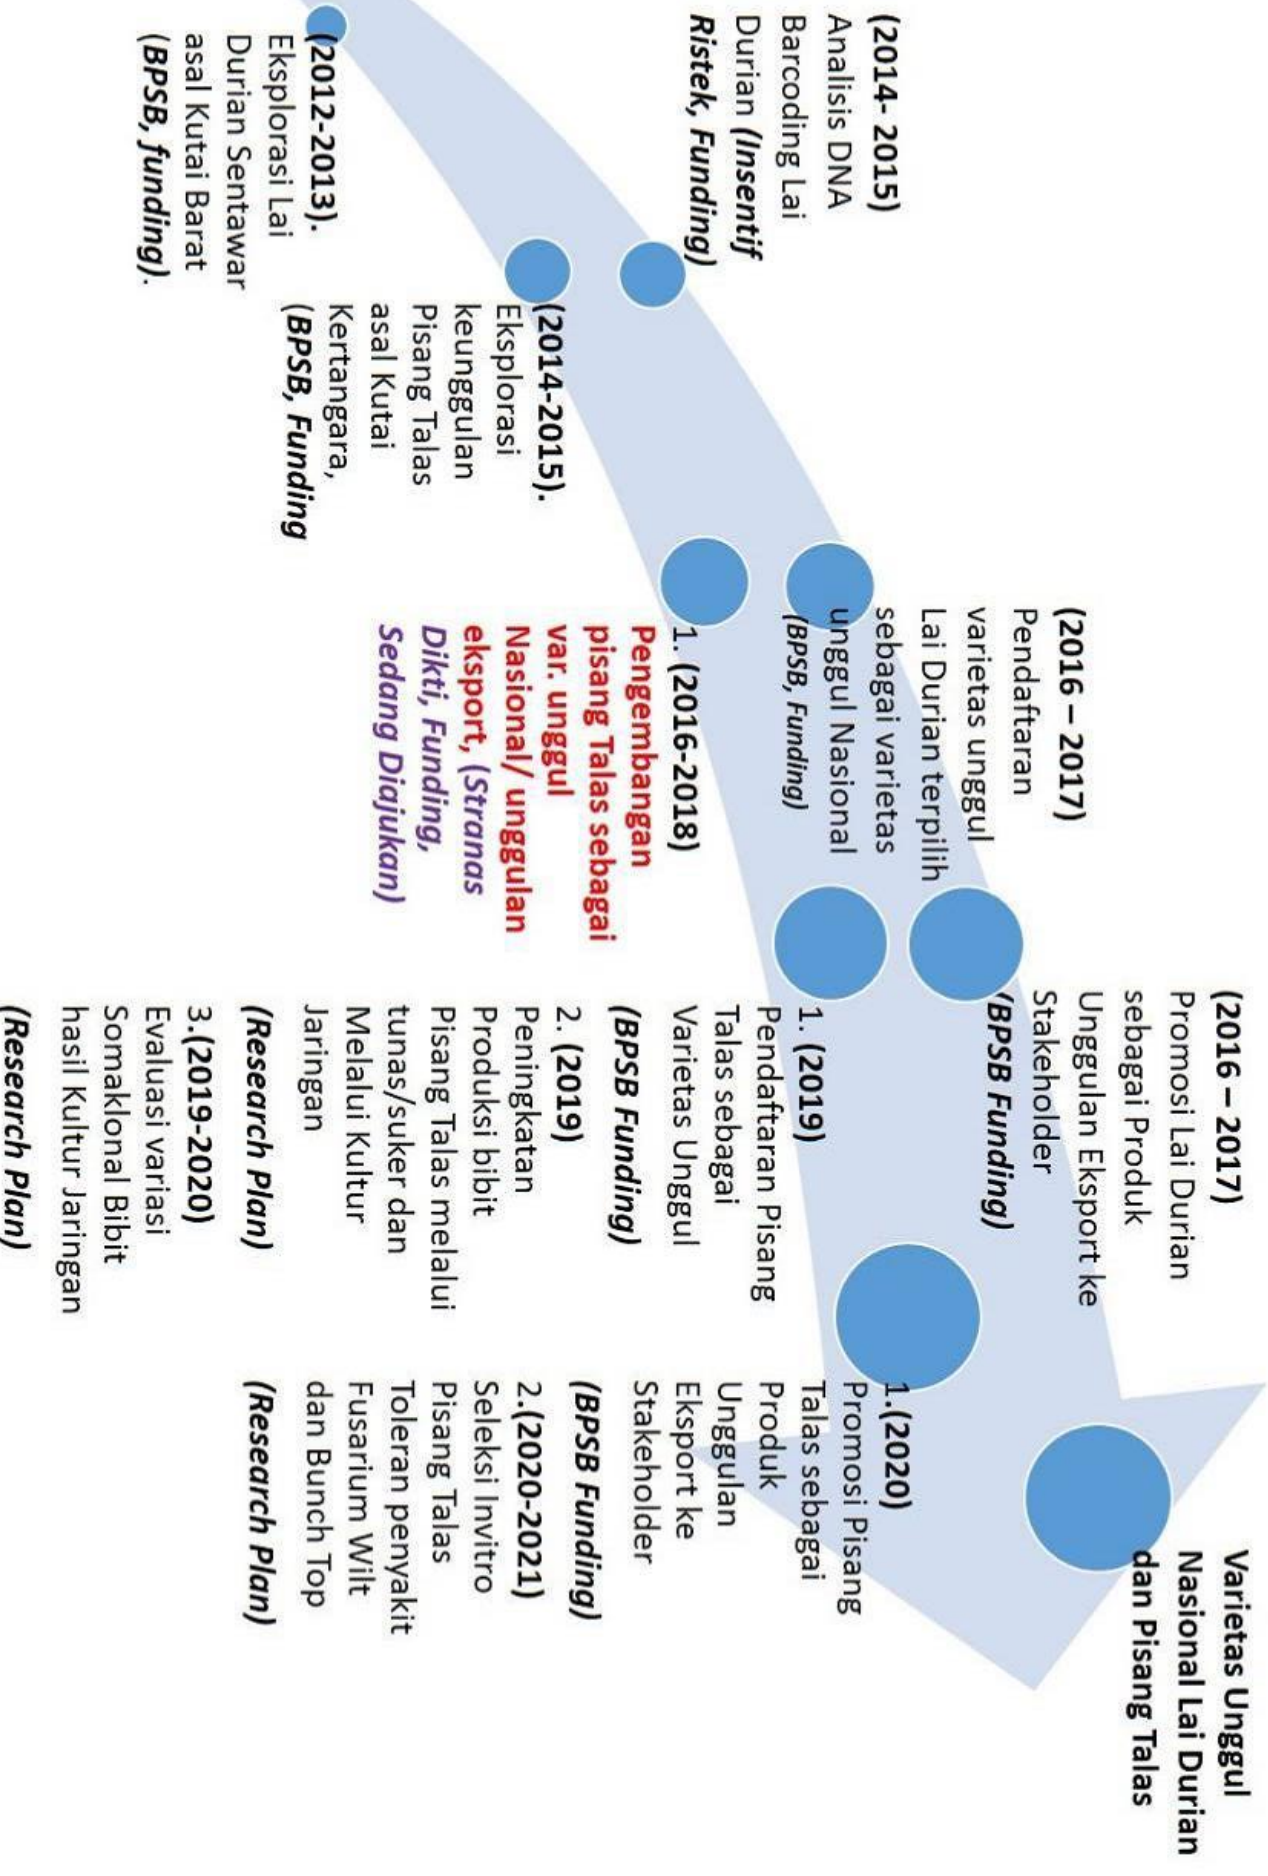 (2012-2013).
Eksplorasi Lai
Durian Sentawar
asal Kutai Barat
(BPSB, funding).
(2014- 2015)
Analisis DNA
Barcoding Lai
Durian (Insentif
Ristek, Funding)
(2014-2015).
Eksplorasi
keunggulan
Pisang Talas
asal Kutai
Kertangara,
(BPSB, Funding
(2016 – 2017)
Pendaftaran
varietas unggul
Lai Durian terpilih
sebagai varietas
unggul Nasional
(BPSB, Funding)
1. (2016-2018)
Pengembangan
pisang Talas sebagai
var. unggul
Nasional/ unggulan
eksport, (Stranas
Dikti, Funding,
Sedang Diajukan)
(2016 – 2017)
Promosi Lai Durian
sebagai Produk
Unggulan Eksport ke
Stakeholder
(BPSB Funding)
1. (2019)
Pendaftaran Pisang
Talas sebagai
Varietas Unggul
(BPSB Funding)
2. (2019)
Peningkatan
Produksi bibit
Pisang Talas melalui
tunas/suker dan
Melalui Kultur
Jaringan
(Research Plan)
3.(2019-2020)
Evaluasi variasi
Somaklonal Bibit
hasil Kultur Jaringan
(Research Plan)
1.(2020)
Promosi Pisang
Talas sebagai
Produk
Unggulan
Eksport ke
Stakeholder
(BPSB Funding)
2.(2020-2021)
Seleksi Invitro
Pisang Talas
Toleran penyakit
Fusarium Wilt
dan Bunch Top
(Research Plan)
Varietas Unggul
Nasional Lai Durian
dan Pisang Talas